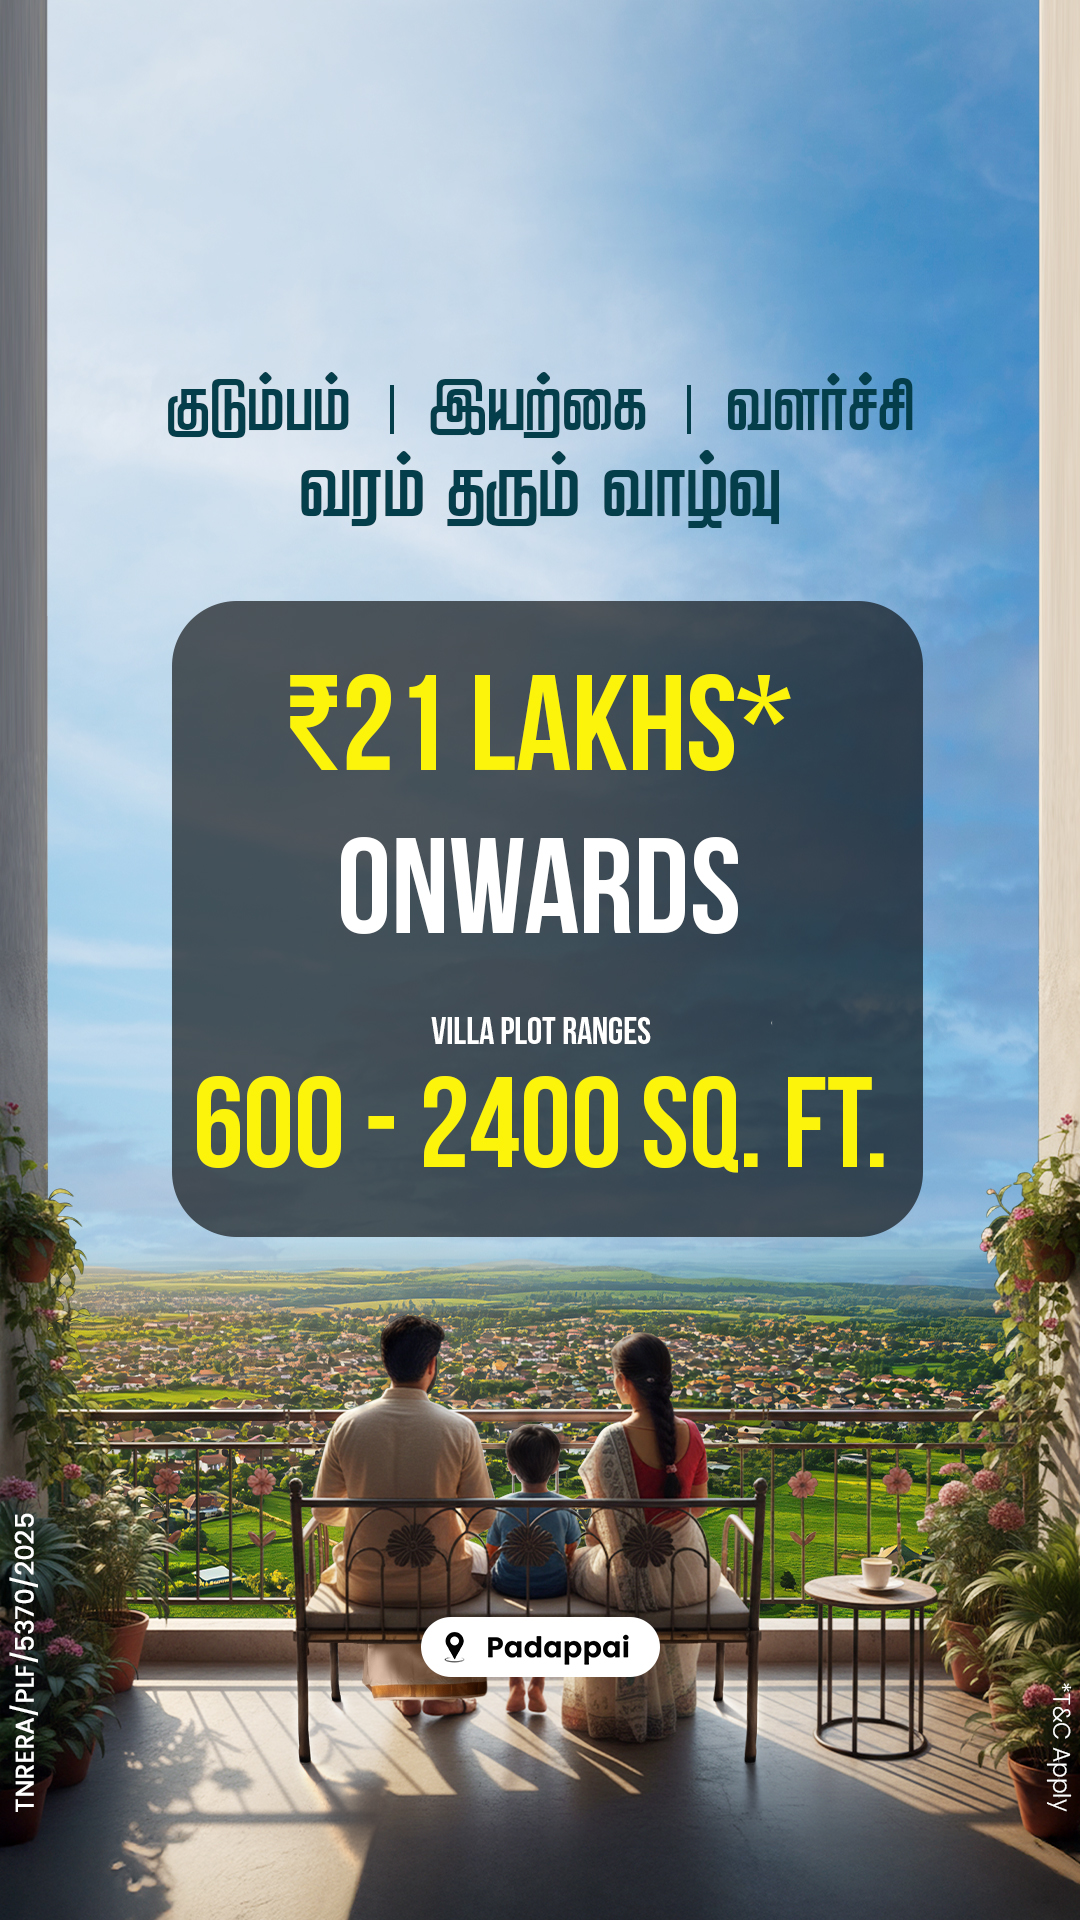 குடும்பம் | இயற்கை | வளர்ச்சி
வரம் தரும் வாழ்வு
₹21 LAKHS*
ONWARDS
VILLA PLOT RANGES
600 - 2400 SQ. FT.
Padappai
TNRERA/PLF/5370/2025
*T&C Apply